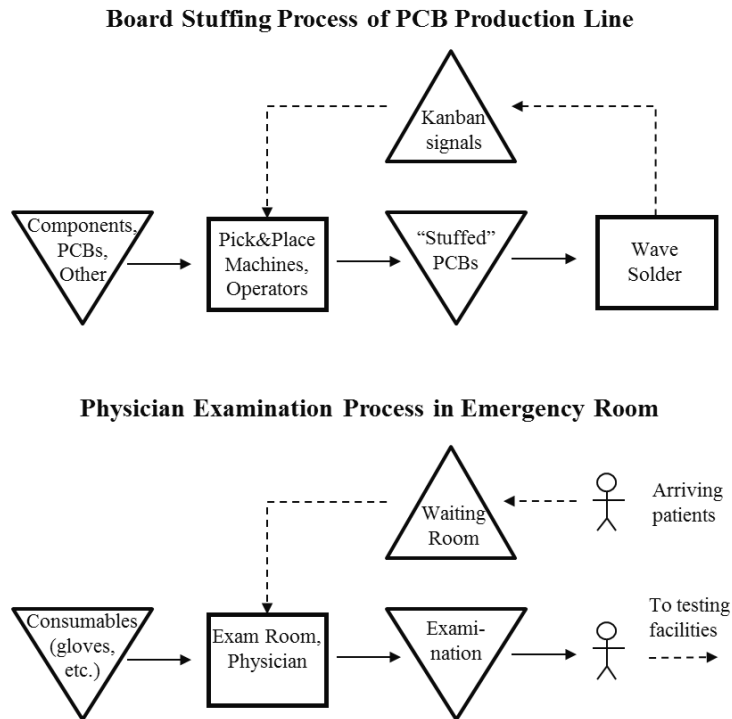 Board Stuffing Process of PCB Production Line
Kanban
signals
Components,
PCBs,
Other
Pick&Place
Machines,
Operators
“Stuffed”
PCBs
Wave
Solder
Physician Examination Process in Emergency Room
Waiting
Room
Arriving
patients
Consumables
(gloves,
etc.)
Exam Room,
Physician
Exami-
nation
To testing
facilities